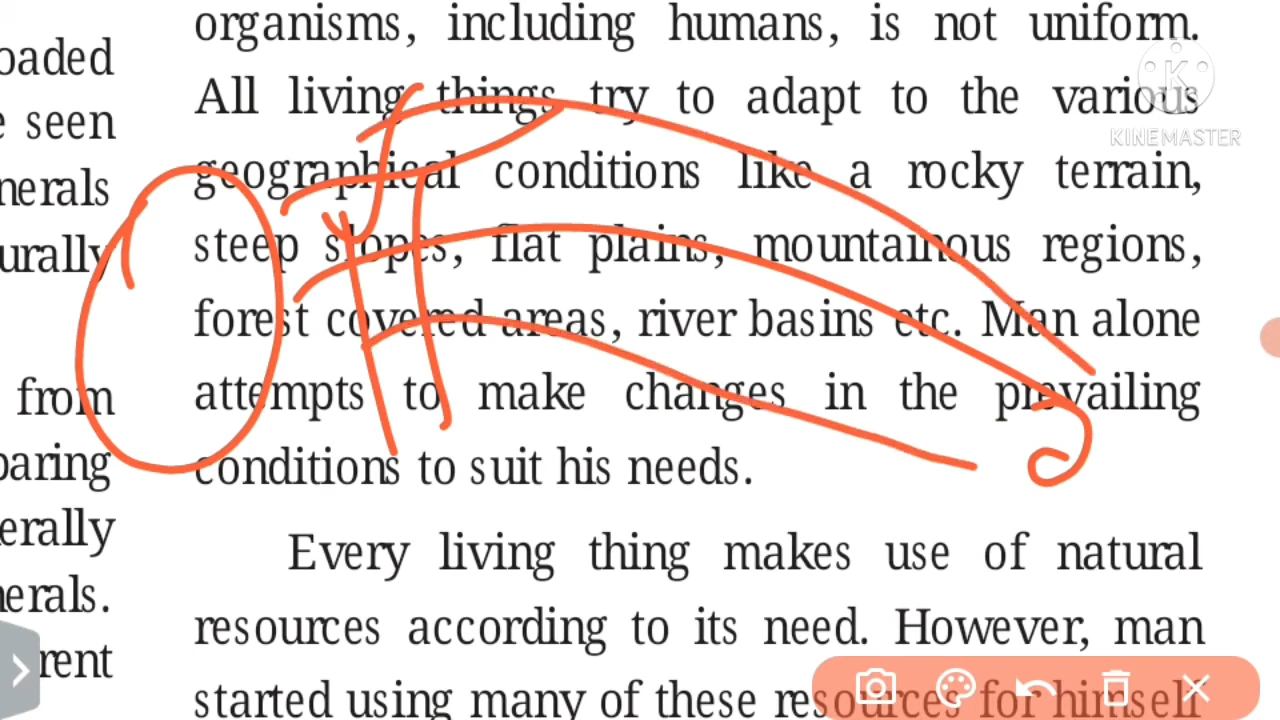 oaded
e seen
nerals
urally
from
paring
erally
nerals.
rent
organisms, including humans, is not uniform.
All living things try to adapt to the various
geographical conditions like a rocky terrain,
steep slopes, flat plains, mountainous regions,
forest covered areas, river basins etc. Man alone
attempts to make changes in the prevailing
conditions to suit his needs.
Every living thing makes use of natural
resources according to its need. However, man
started using many of these resources for himself
K
KINEMASTER